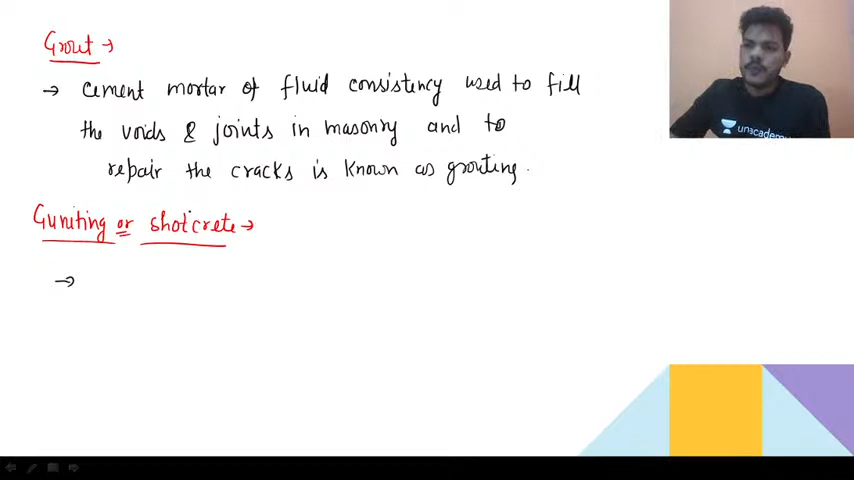 Grout →
→ cement mortar of fluid consistency used to fill
the voids & joints in masonry and to
repair the cracks is known as grouting.
Guniting or shotcrete →
→
unacademy